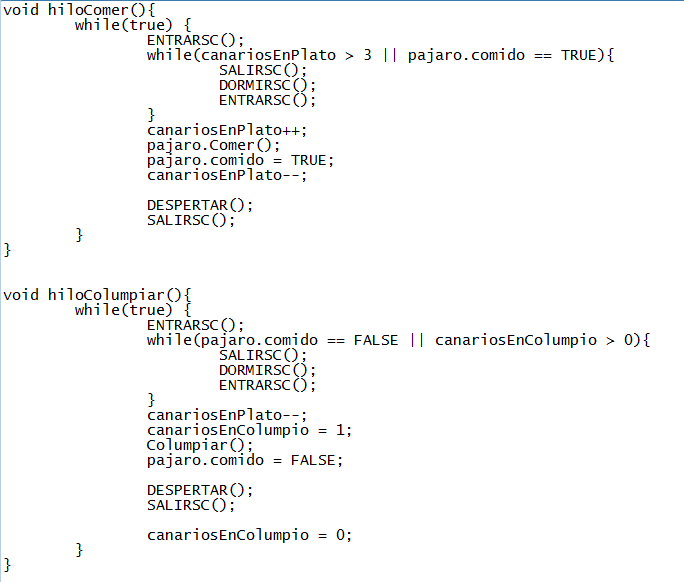 void hiloComer(){
while(true) {
ENTRARSC();
while(canariosEnPlato > 3 || pajaro.comido == TRUE){
SALIRSC();
DORMIRSC();
ENTRARSC();
}
canariosEnPlato++;
pajaro.Comer();
pajaro.comido = TRUE;
canariosEnPlato--;
DESPERTAR();
SALIRSC();
}
}
void hiloColumpiar(){
while(true) {
ENTRARSC();
while(pajaro.comido == FALSE || canariosEnColumpio > 0){
SALIRSC();
DORMIRSC();
ENTRARSC();
}
canariosEnPlato--;
canariosEnColumpio = 1;
Columpiar();
pajaro.comido = FALSE;
DESPERTAR();
SALIRSC();
canariosEnColumpio = 0;
}
}